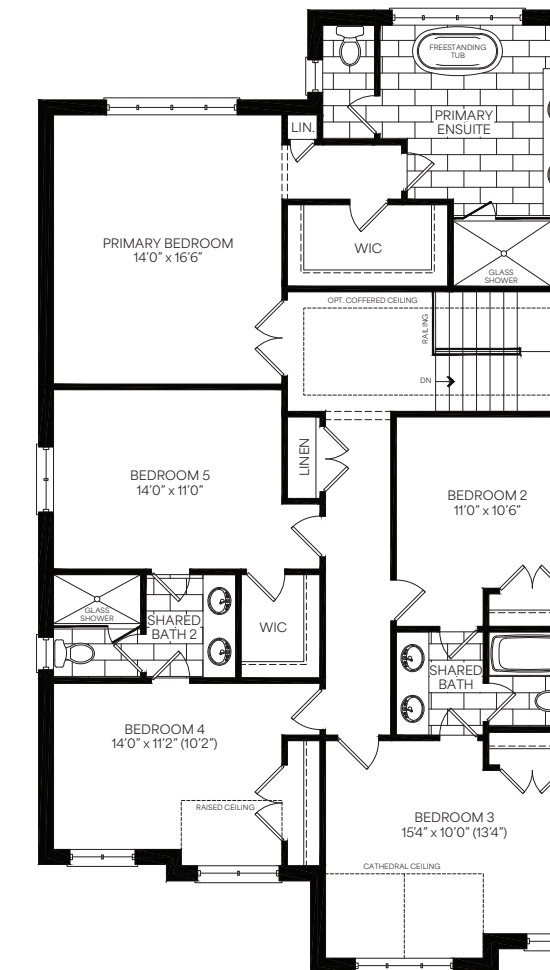 FREESTANDING
TUB
LIN.
PRIMARY
ENSUITE
PRIMARY BEDROOM
14'0" x 16'6"
WIC
GLASS
SHOWER
OPT. COFFERED CEILING
RAILING
DN
LINEN
BEDROOM 5
14'0" x 11'0"
BEDROOM 2
11'0" x 10'6"
GLASS
SHOWER
SHARED
BATH 2
WIC
SHARED
BATH
BEDROOM 4
14'0" x 11'2" (10'2")
RAISED CEILING
BEDROOM 3
15'4" x 10'0" (13'4")
CATHEDRAL CEILING